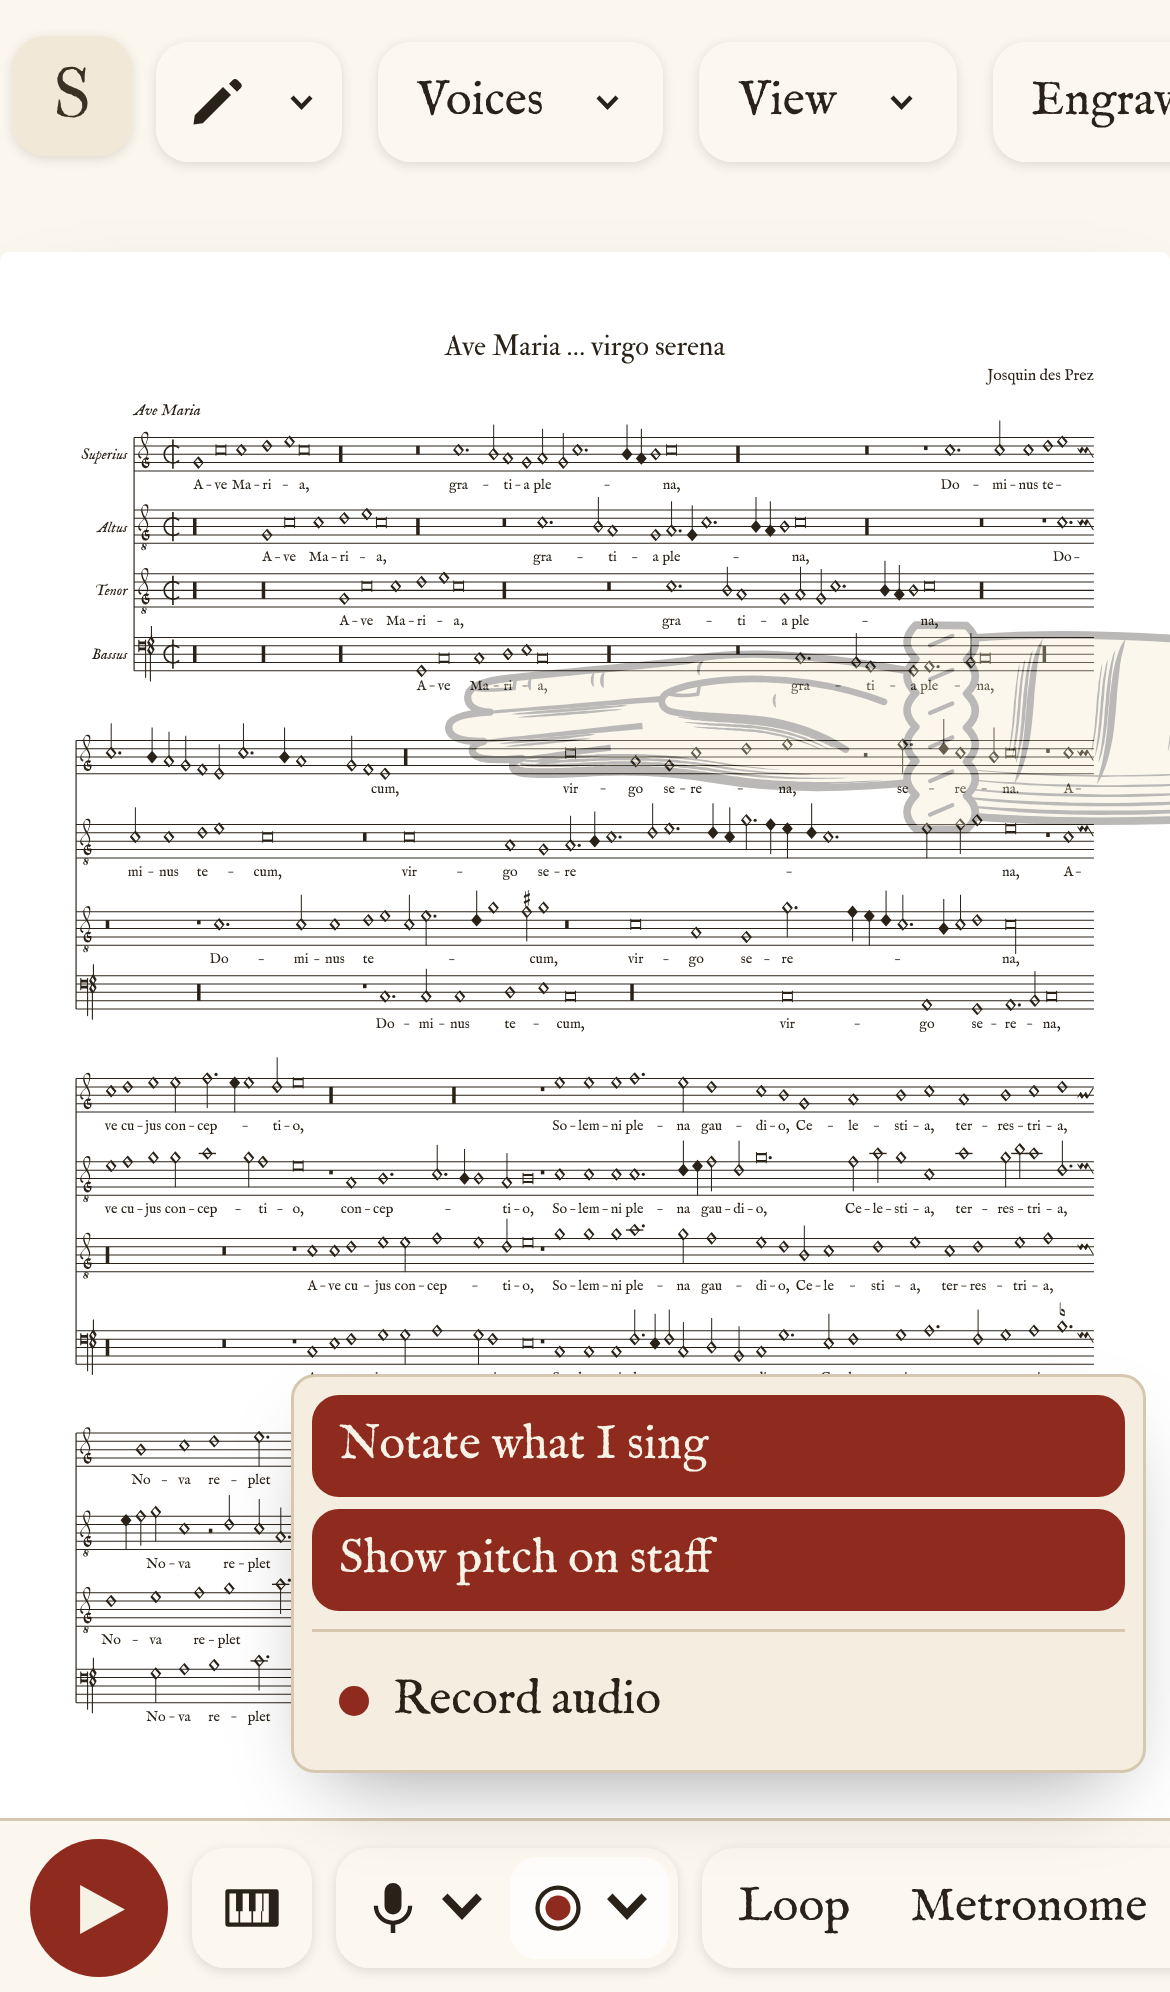 S Voices View Engrav
Ave Maria ... virgo serena
Josquin des Prez
Ave Maria
Superius
A - ve Ma - ri - a, gra - ti - a ple - na, Do - mi - nus te -
Altus
A - ve Ma - ri - a, gra - ti - a ple - na, Do -
Tenor
A - ve Ma - ri - a, gra - ti - a ple - na,
Bassus
A - ve Ma - ri - a, gra - ti - a ple - na,
cum, vir - go se - re - na, se - re - na. A -
mi - nus te - cum, vir - go se - re - na, A -
Do - mi - nus te - cum, vir - go se - re - na,
Do - mi - nus te - cum, vir - go se - re - na,
ve cu - jus con - cep - ti - o, So - lem - ni ple - na gau - di - o, Ce - le - sti - a, ter - res - tri - a,
ve cu - jus con - cep - ti - o, con - cep - ti - o, So - lem - ni ple - na gau - di - o, Ce - le - sti - a, ter - res - tri - a,
A - ve cu - jus con - cep - ti - o, So - lem - ni ple - na gau - di - o, Ce - le - sti - a, ter - res - tri - a,
No - va re - plet
No - va re - plet
No - va re - plet
No - va re - plet
Notate what I sing
Show pitch on staff
Record audio
Loop Metronome